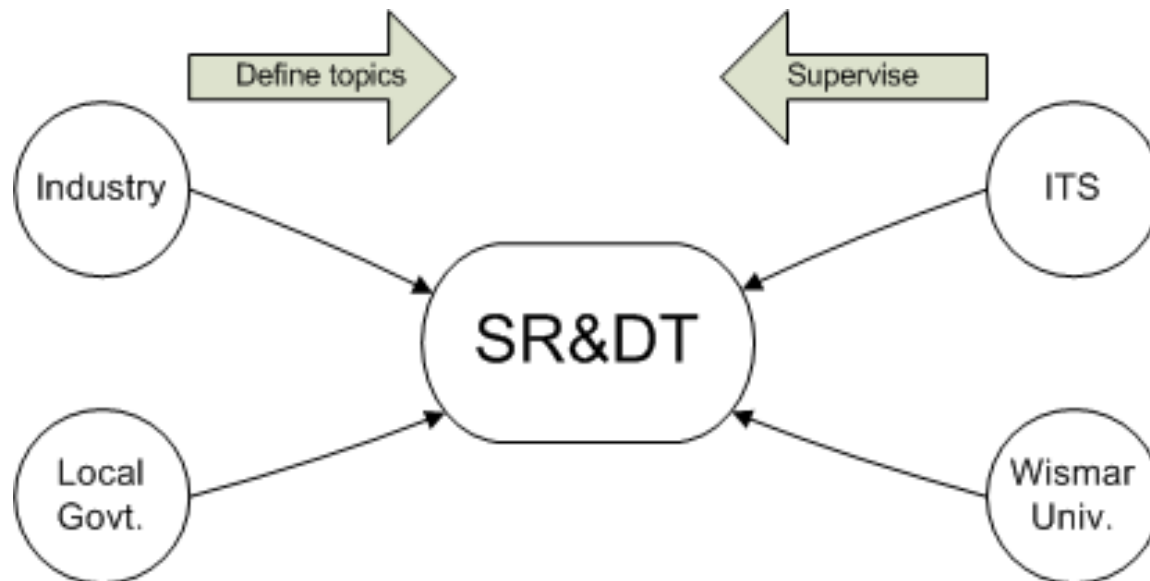 Define topics
Supervise
Industry
ITS
SR&DT
Local
Govt.
Wismar
Univ.